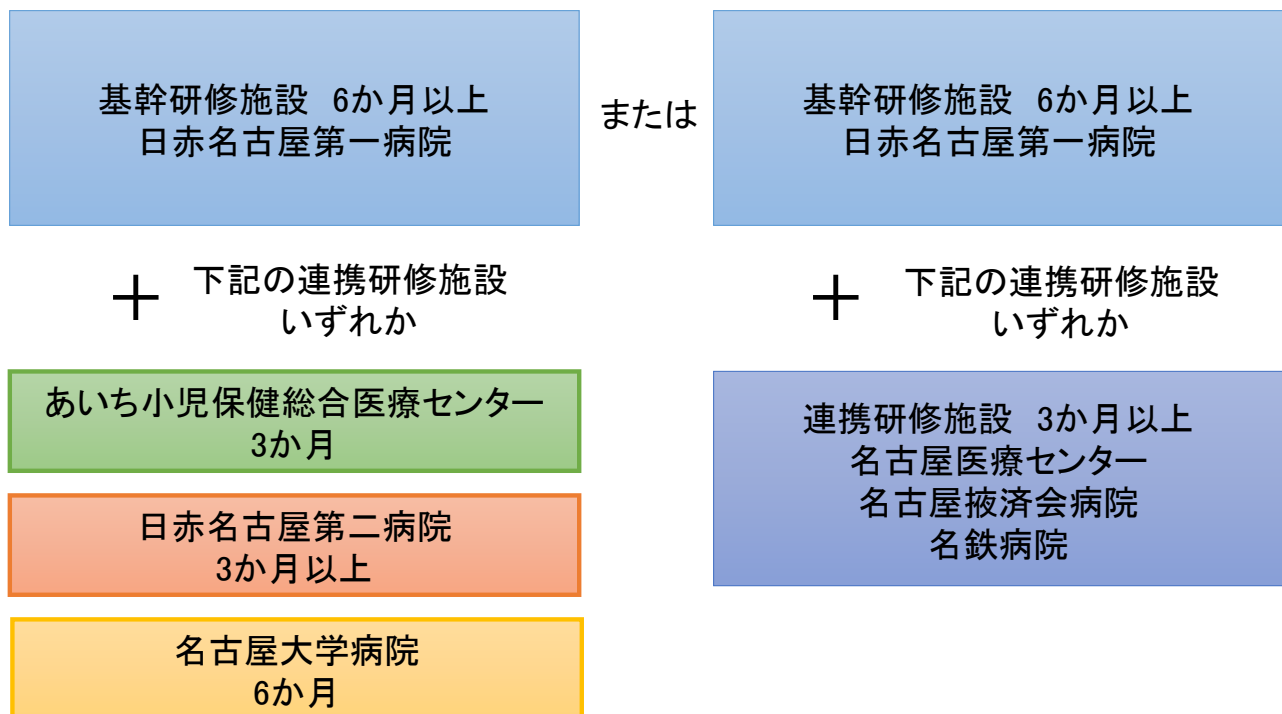 基幹研修施設 6か月以上
日赤名古屋第一病院
または
基幹研修施設 6か月以上
日赤名古屋第一病院
＋ 下記の連携研修施設
いずれか
＋ 下記の連携研修施設
いずれか
あいち小児保健総合医療センター
3か月
日赤名古屋第二病院
3か月以上
名古屋大学病院
6か月
連携研修施設 3か月以上
名古屋医療センター
名古屋掖済会病院
名鉄病院